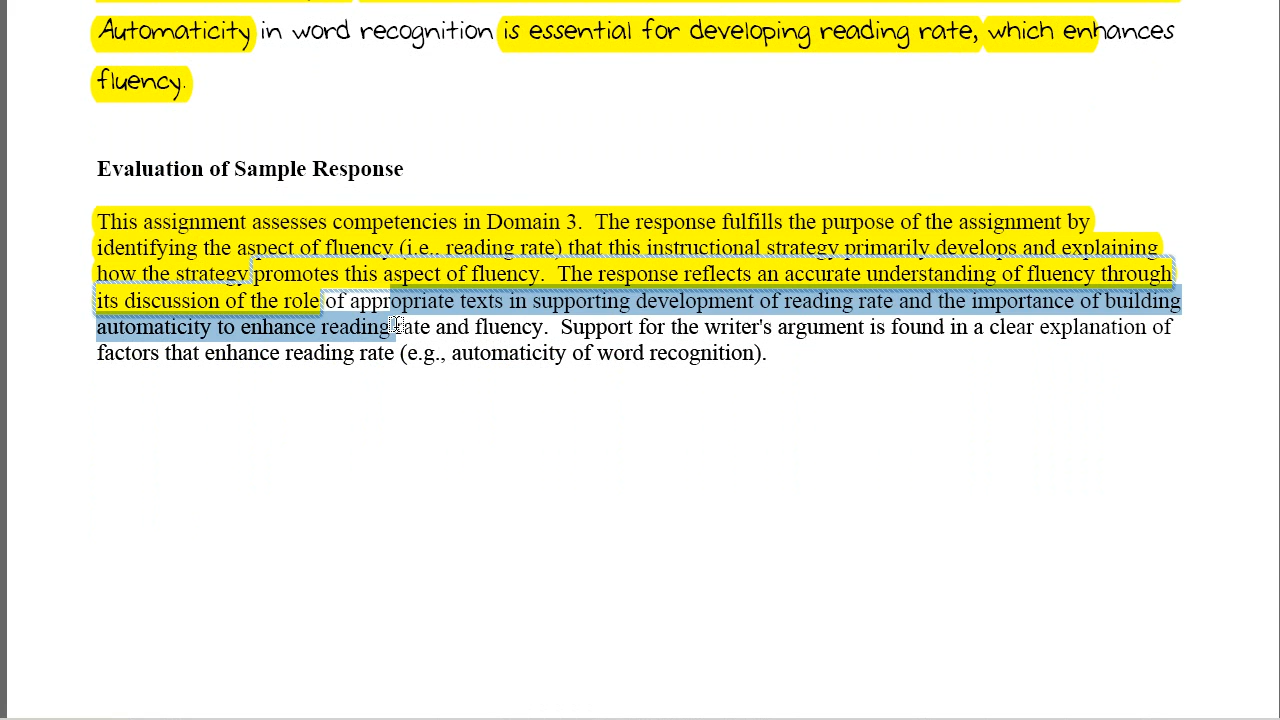 Automaticity in word recognition is essential for developing reading rate, which enhances
fluency.
Evaluation of Sample Response
This assignment assesses competencies in Domain 3.  The response fulfills the purpose of the assignment by
identifying the aspect of fluency (i.e., reading rate) that this instructional strategy primarily develops and explaining
how the strategy promotes this aspect of fluency.  The response reflects an accurate understanding of fluency through
its discussion of the role of appropriate texts in supporting development of reading rate and the importance of building
automaticity to enhance reading rate and fluency.  Support for the writer's argument is found in a clear explanation of
factors that enhance reading rate (e.g., automaticity of word recognition).